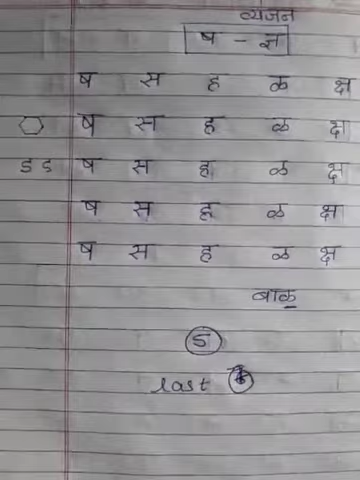 व्यंजन
ष - ज्ञ
ष स ह ळ क्ष
ष स ह ळ क्ष
ड ड ष स ह ळ क्ष
ष स ह ळ क्ष
ष स ह ळ क्ष
बाळ
5
last